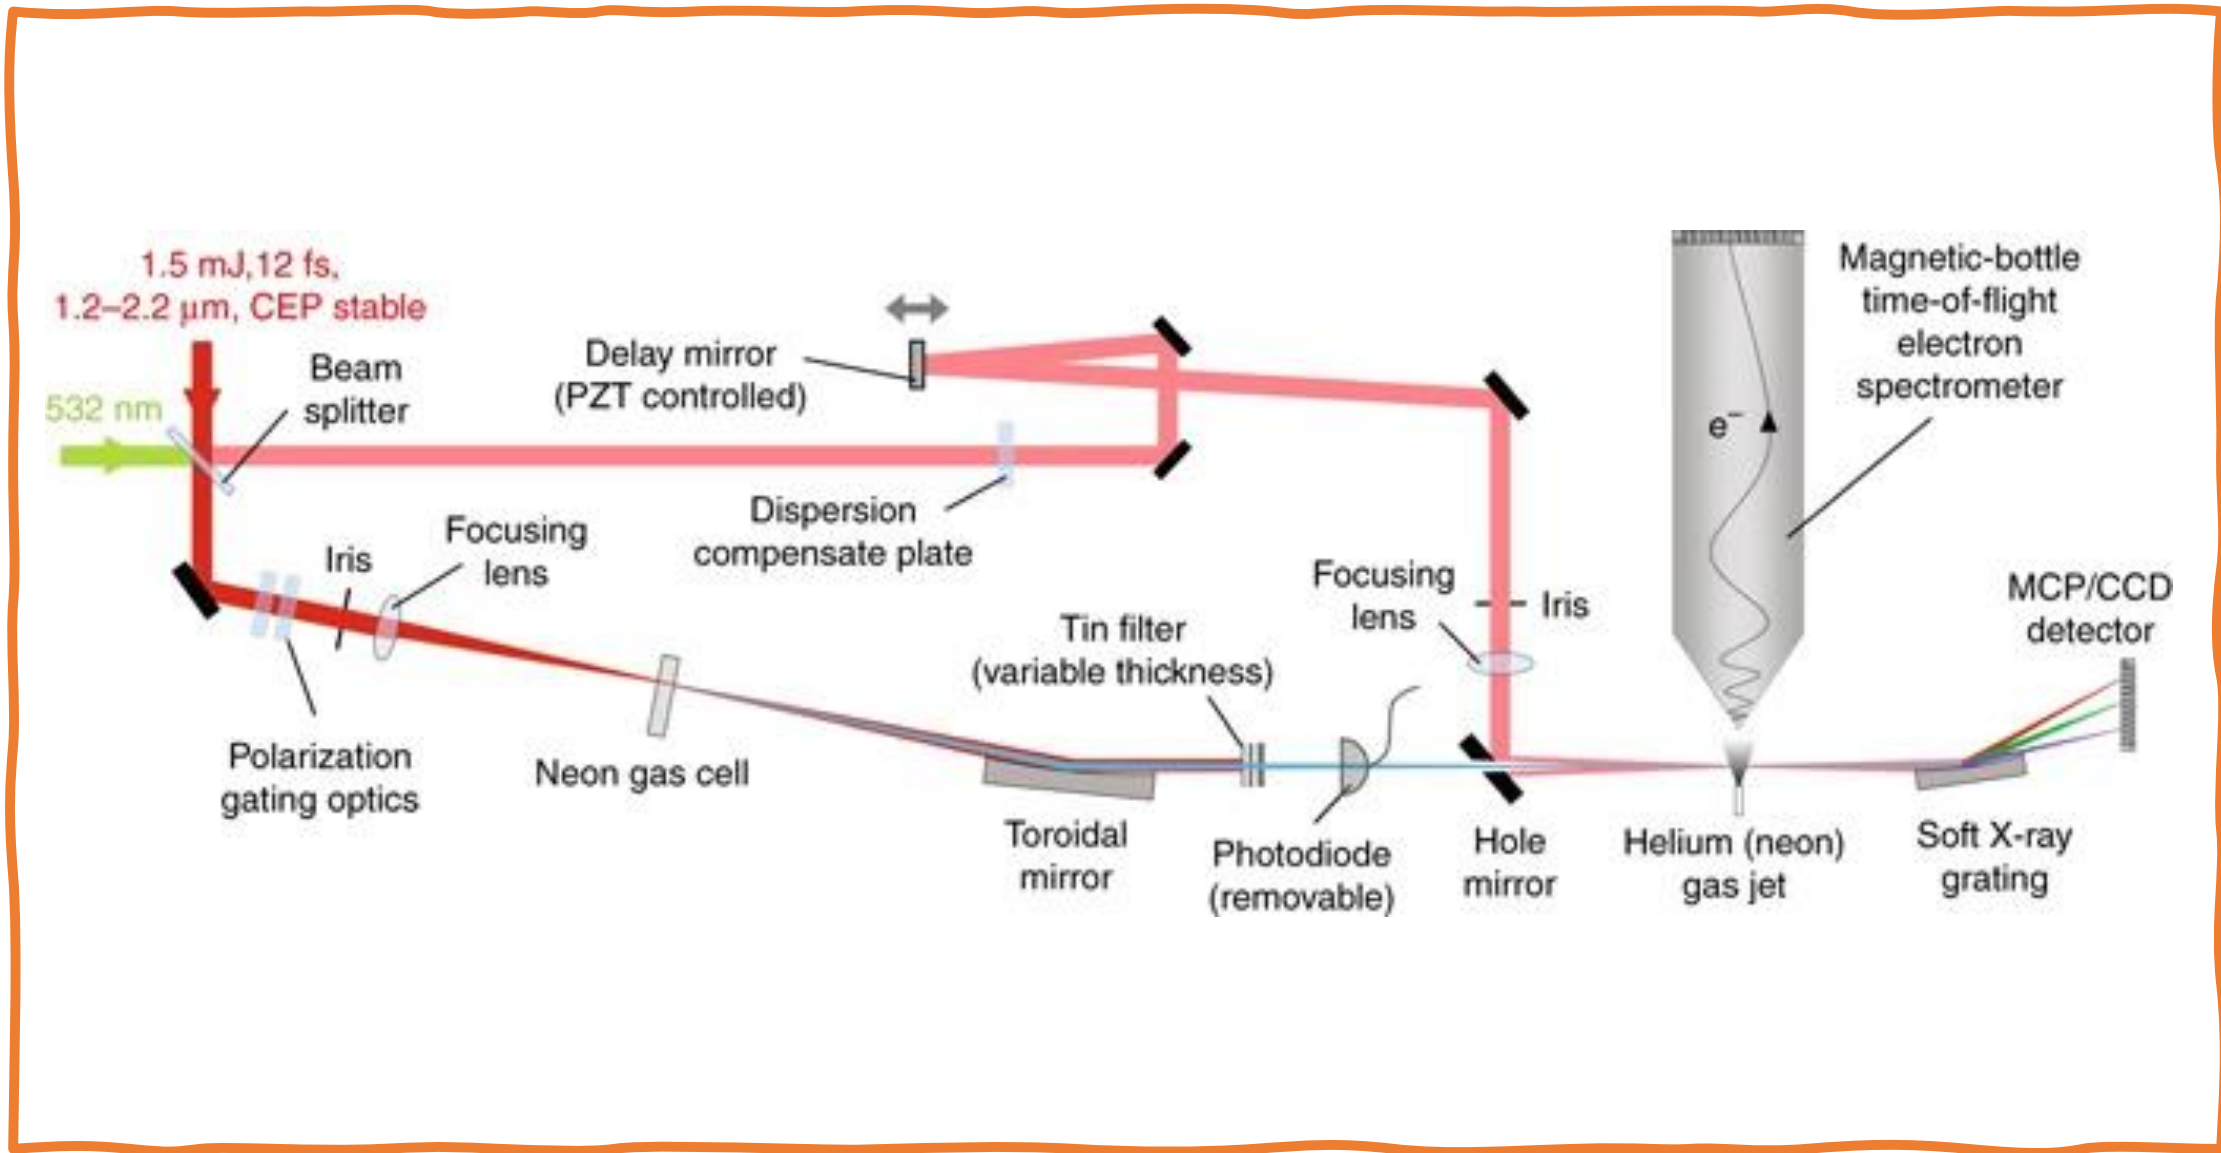 1.5 mJ,12 fs,
1.2–2.2 µm, CEP stable
532 nm
Beam
splitter
Delay mirror
(PZT controlled)
Magnetic-bottle
time-of-flight
electron
spectrometer
e−
Dispersion
compensate plate
Iris
Focusing
lens
Polarization
gating optics
Neon gas cell
Toroidal
mirror
Tin filter
(variable thickness)
Photodiode
(removable)
Focusing
lens
Iris
Hole
mirror
Helium (neon)
gas jet
Soft X-ray
grating
MCP/CCD
detector